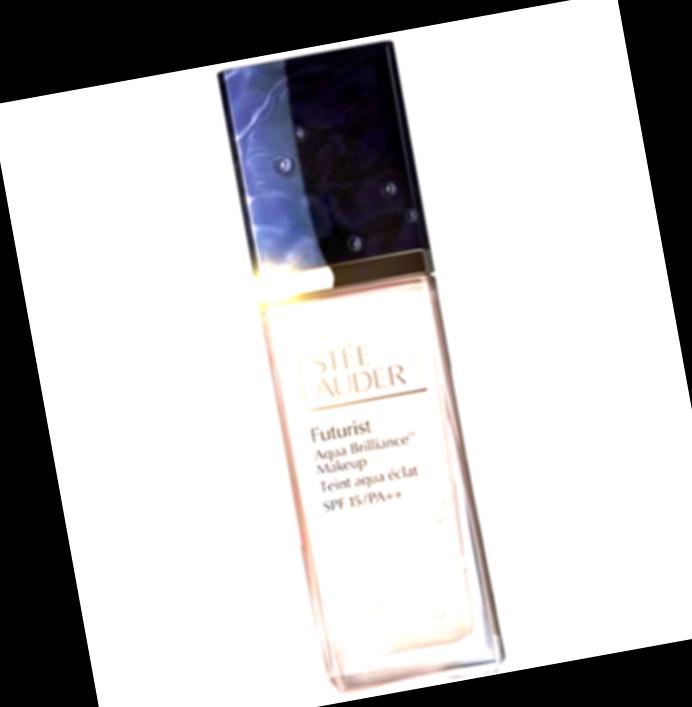 ESTĒE
LAUDER
Futurist
Aqua Brilliance™
Makeup
Teint aqua éclat
SPF 15/PA++